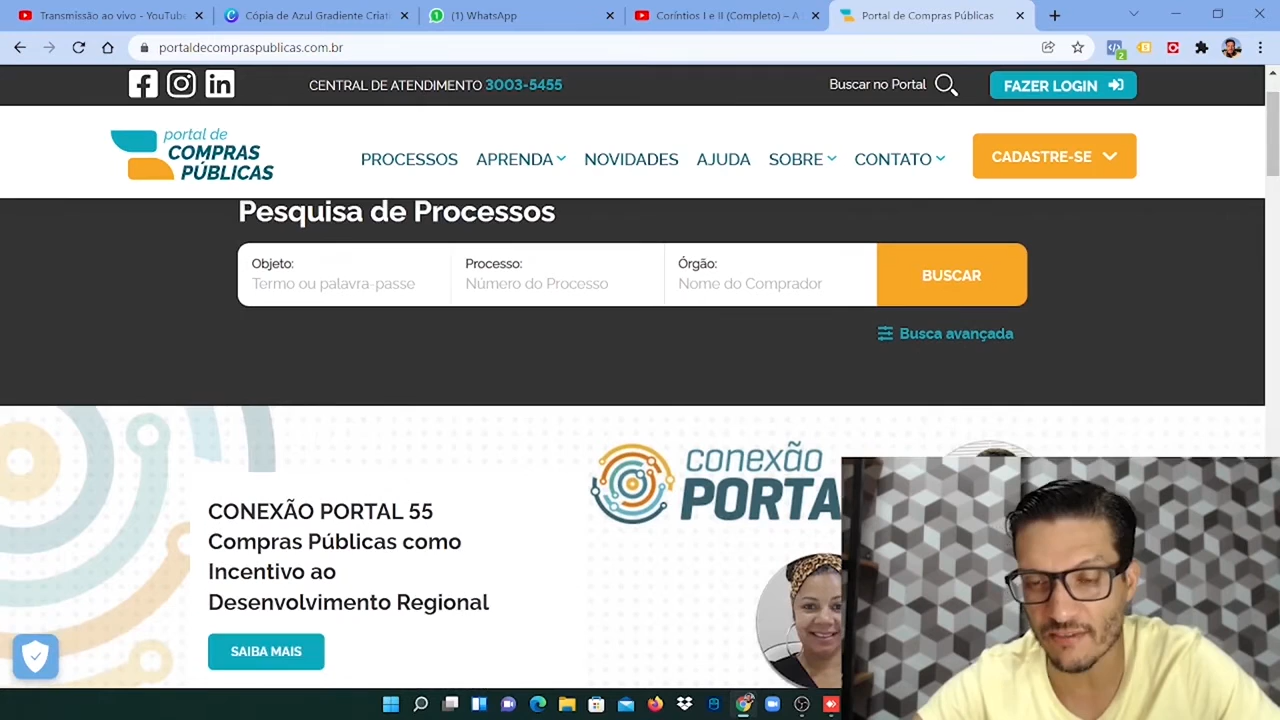 Transmissão ao vivo - YouTube
Cópia de Azul Gradiente Criati
(1) WhatsApp
Coríntios I e II (Completo) – A
Portal de Compras Públicas
portaldecompraspublicas.com.br
2
CENTRAL DE ATENDIMENTO 3003-5455
Buscar no Portal
FAZER LOGIN
portal de
COMPRAS
PÚBLICAS
PROCESSOS
APRENDA
NOVIDADES
AJUDA
SOBRE
CONTATO
CADASTRE-SE
Pesquisa de Processos
Objeto:
Termo ou palavra-passe
Processo:
Número do Processo
Órgão:
Nome do Comprador
BUSCAR
Busca avançada
conexão
PORTA
CONEXÃO PORTAL 55
Compras Públicas como
Incentivo ao
Desenvolvimento Regional
SAIBA MAIS